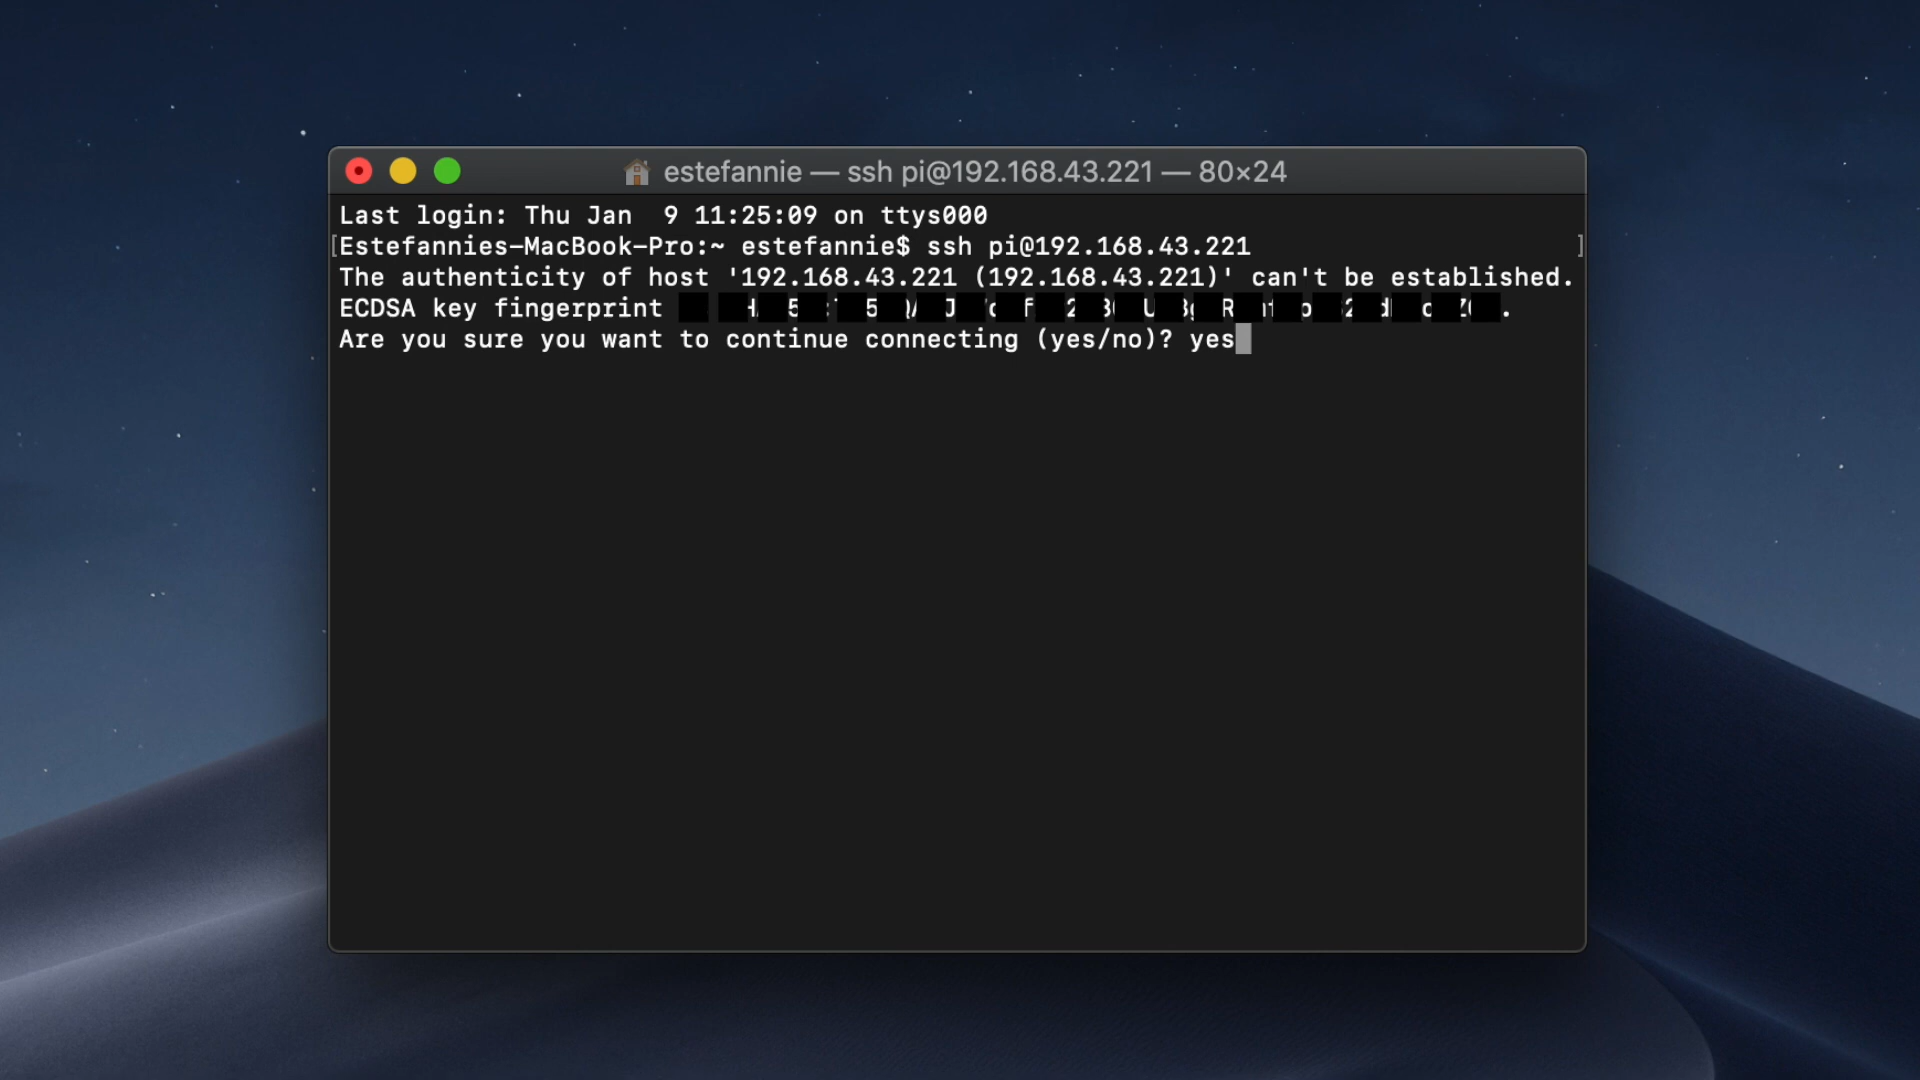 estefannie — ssh pi@192.168.43.221 — 80×24
Last login: Thu Jan  9 11:25:09 on ttys000
[Estefannies-MacBook-Pro:~ estefannie$ ssh pi@192.168.43.221 ]
The authenticity of host '192.168.43.221 (192.168.43.221)' can't be established.
ECDSA key fingerprint
Are you sure you want to continue connecting (yes/no)? yes